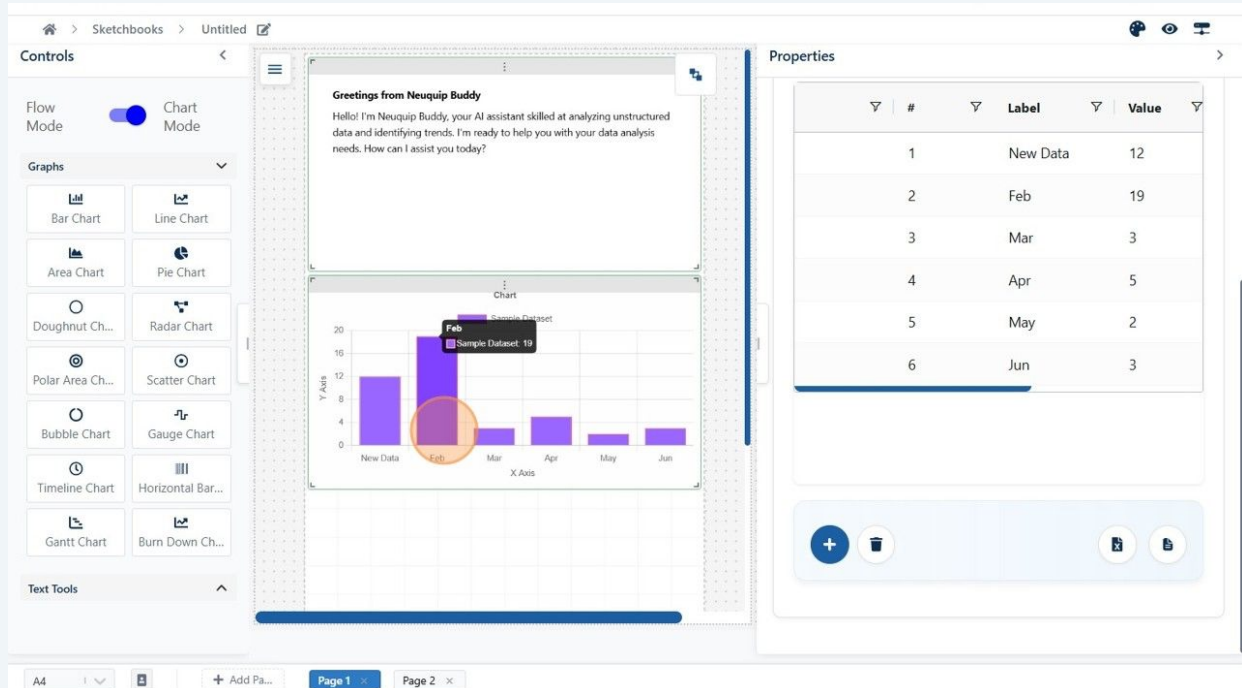 Sketchbooks > Untitled
Controls
Properties
Flow Mode
Chart Mode
Graphs
Bar Chart
Line Chart
Area Chart
Pie Chart
Doughnut Ch...
Radar Chart
Polar Area Ch...
Scatter Chart
Bubble Chart
Gauge Chart
Timeline Chart
Horizontal Bar...
Gantt Chart
Burn Down Ch...
Text Tools
Greetings from Neuquip Buddy
Hello! I'm Neuquip Buddy, your AI assistant skilled at analyzing unstructured
data and identifying trends. I'm ready to help you with your data analysis
needs. How can I assist you today?
Chart
Sample Dataset
Feb
Sample Dataset: 19
Y Axis
20
16
12
8
4
0
New Data Feb Mar Apr May Jun
X Axis
# Label Value
1 New Data 12
2 Feb 19
3 Mar 3
4 Apr 5
5 May 2
6 Jun 3
A4
+ Add Pa...
Page 1 ×
Page 2 ×